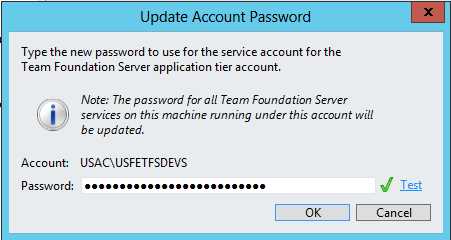 Update Account Password
x
Type the new password to use for the service account for the
Team Foundation Server application tier account.
Note: The password for all Team Foundation Server
services on this machine running under this account will
be updated.
Account: USAC\USFETFSDEVS
Password: ●●●●●●●●●●●●●●●●●●●●●●●●●● Test
OK Cancel